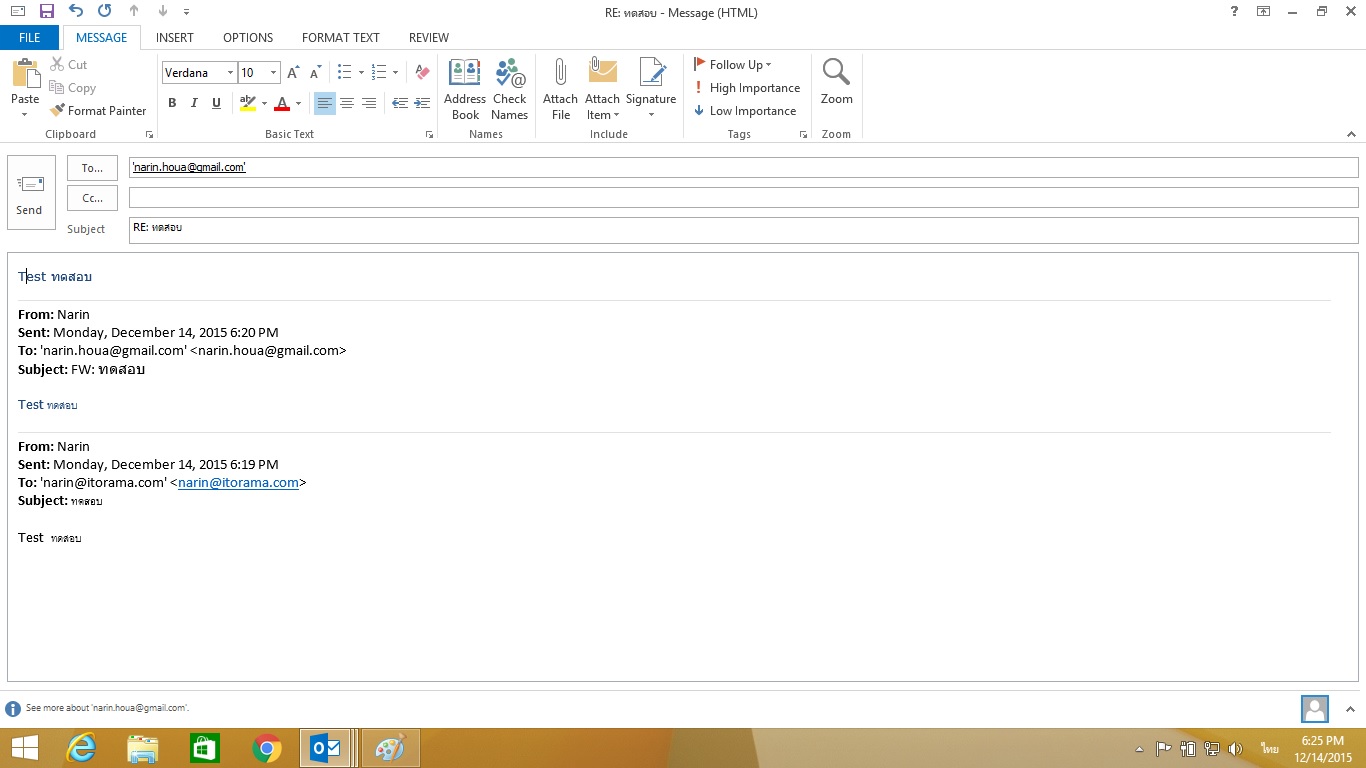 RE: ทดสอบ - Message (HTML)
?
FILE MESSAGE INSERT OPTIONS FORMAT TEXT REVIEW
Paste
Cut
Copy
Format Painter
Clipboard
Verdana 10 A A
B I U ab A
Basic Text
Address Book
Check Names
Names
Attach File
Attach Item
Signature
Include
Follow Up
! High Importance
Low Importance
Tags
Zoom
Zoom
Send
To... 'narin.houa@gmail.com'
Cc...
Subject RE: ทดสอบ
Test ทดสอบ
From: Narin
Sent: Monday, December 14, 2015 6:20 PM
To: 'narin.houa@gmail.com' <narin.houa@gmail.com>
Subject: FW: ทดสอบ
Test ทดสอบ
From: Narin
Sent: Monday, December 14, 2015 6:19 PM
To: 'narin@itorama.com' <narin@itorama.com>
Subject: ทดสอบ
Test ทดสอบ
See more about 'narin.houa@gmail.com'.
ไทย
6:25 PM
12/14/2015